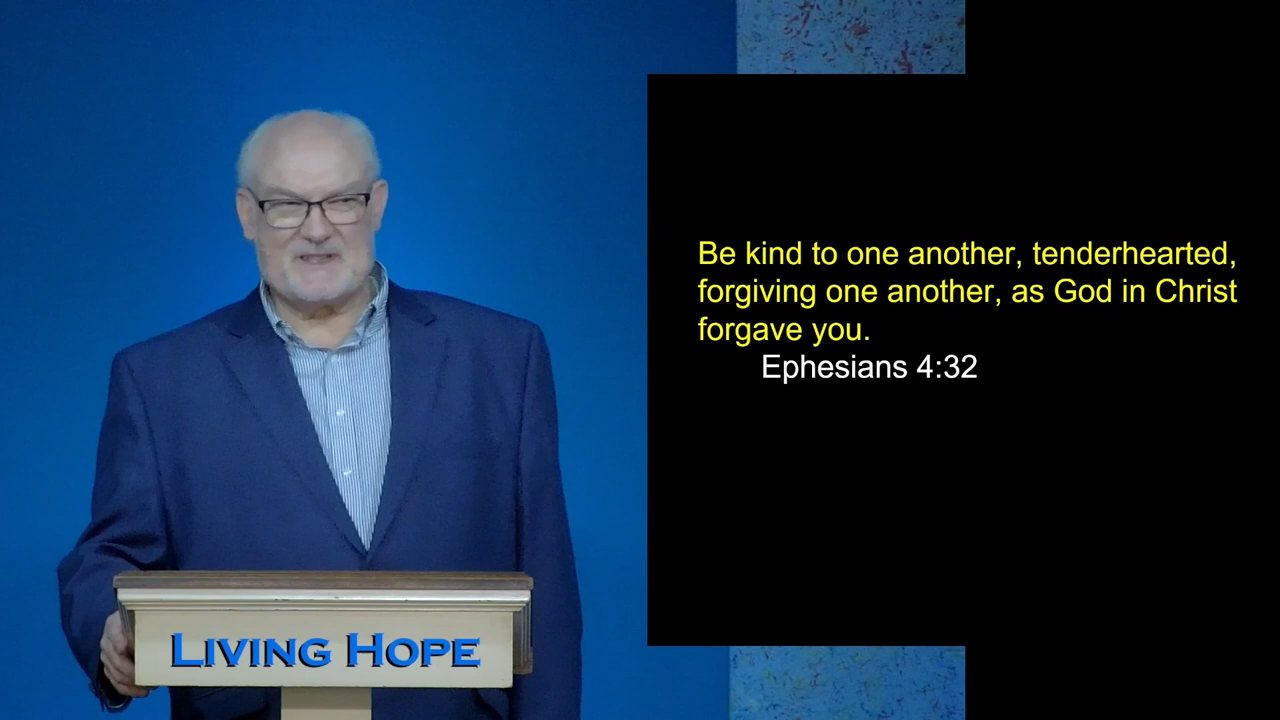 Be kind to one another, tenderhearted,
forgiving one another, as God in Christ
forgave you.
Ephesians 4:32
LIVING HOPE